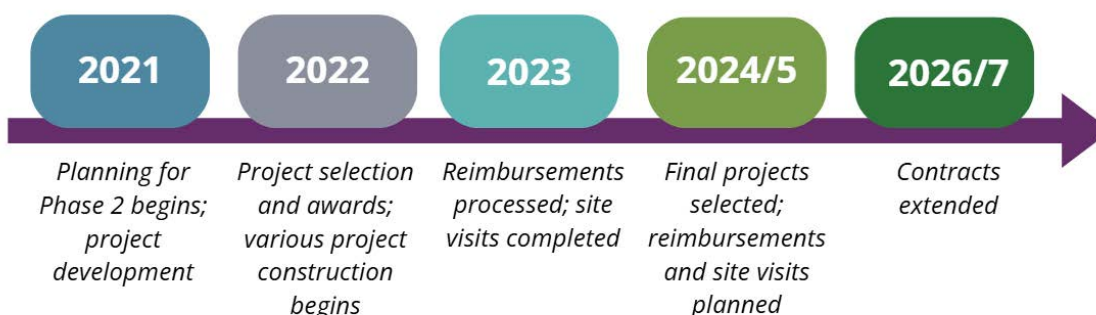 2021
Planning for
Phase 2 begins;
project
development
2022
Project selection
and awards;
various project
construction
begins
2023
Reimbursements
processed; site
visits completed
2024/5
Final projects
selected;
reimbursements
and site visits
planned
2026/7
Contracts
extended